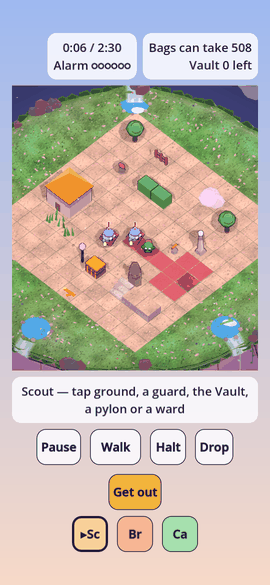 0:06 / 2:30
Alarm oooooo
Bags can take 508
Vault 0 left
Scout — tap ground, a guard, the Vault,
a pylon or a ward
Pause
Walk
Halt
Drop
Get out
▸Sc
Br
Ca